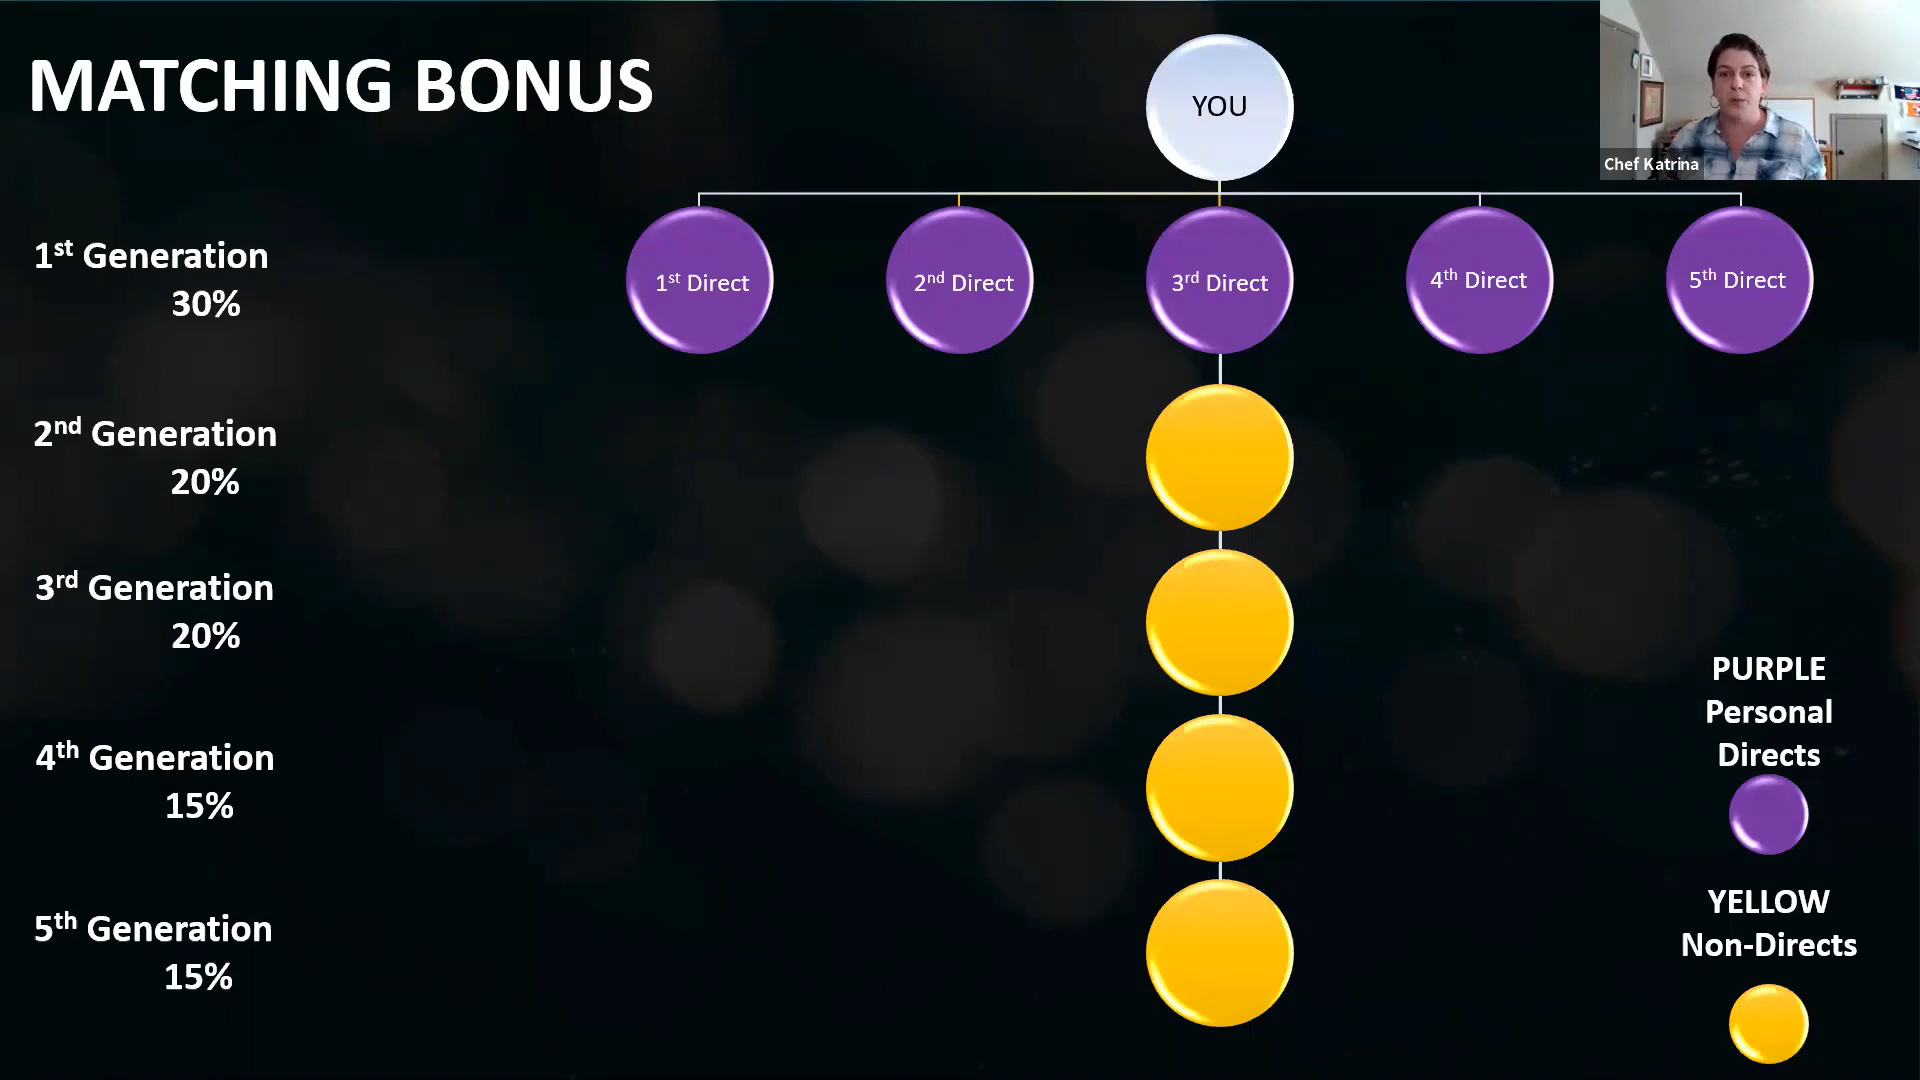 MATCHING BONUS
YOU
Chef Katrina
1st Generation
30%
1st Direct
2nd Direct
3rd Direct
4th Direct
5th Direct
2nd Generation
20%
3rd Generation
20%
4th Generation
15%
5th Generation
15%
PURPLE
Personal
Directs
YELLOW
Non-Directs